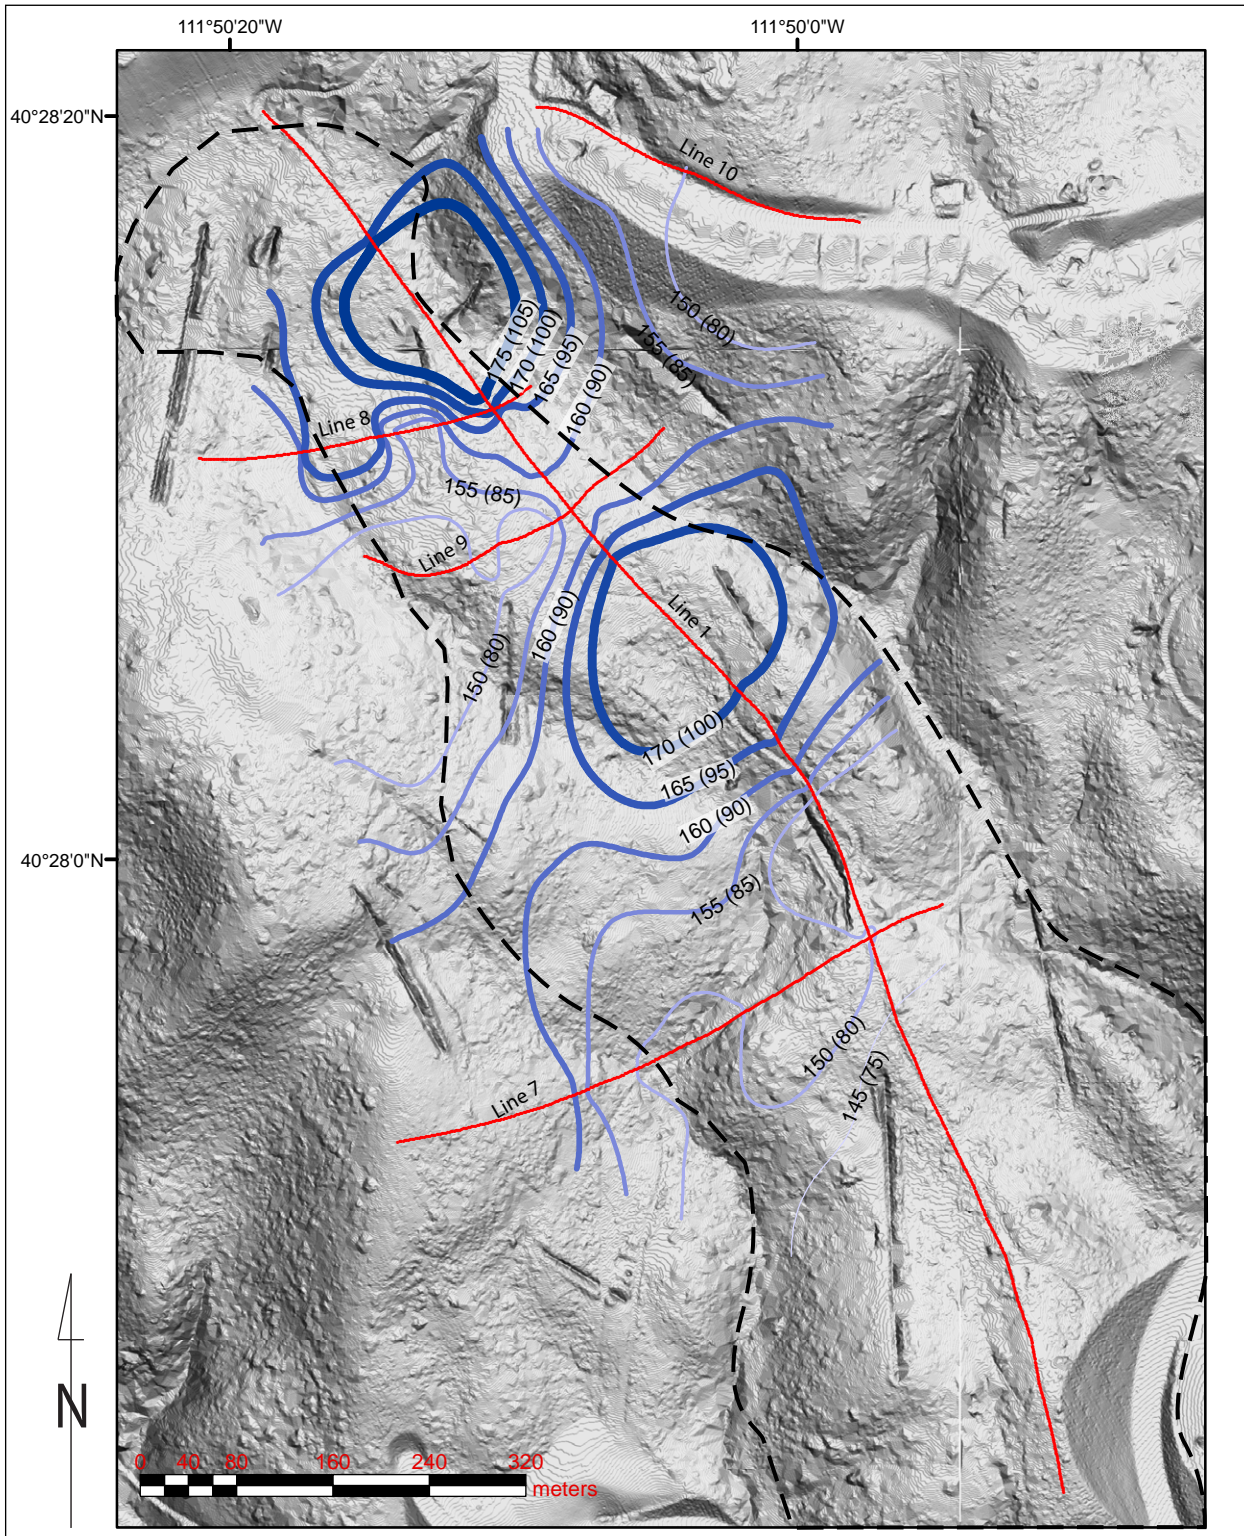 111°50'20"W
111°50'0"W
40°28'20"N
Line 10
150 (80)
155 (85)
175 (105)
170 (100)
165 (95)
160 (90)
Line 8
155 (85)
Line 9
Line 1
160 (90)
150 (80)
170 (100)
165 (95)
160 (90)
40°28'0"N
155 (85)
150 (80)
145 (75)
Line 7
N
0 40 80 160 240 320
meters